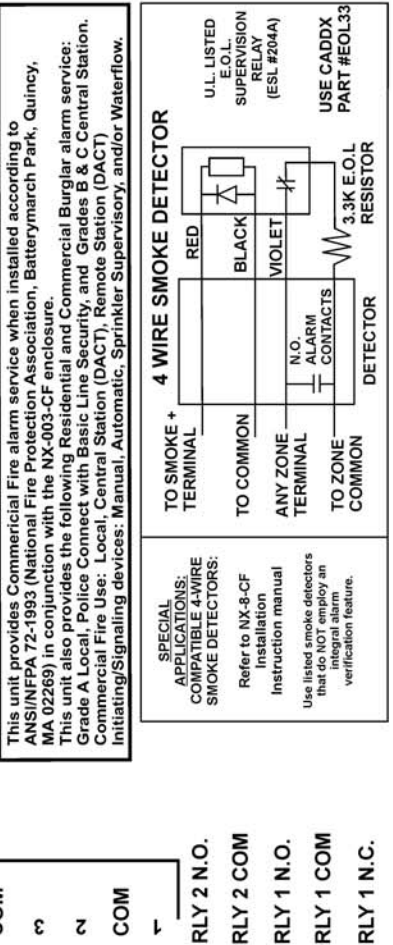 This unit provides Commericial Fire alarm service when installed according to
ANSI/NFPA 72-1993 (National Fire Protection Association, Batterymarch Park, Quincy,
MA 02269) in conjunction with the NX-003-CF enclosure.
This unit also provides the following Residential and Commercial Burglar alarm service:
Grade A Local, Police Connect with Basic Line Security, and Grades B & C Central Station.
Commercial Fire Use: Local, Central Station (DACT), Remote Station (DACT)
Initiating/Signaling devices: Manual, Automatic, Sprinkler Supervisory, and/or Waterflow.
SPECIAL
APPLICATIONS:
COMPATIBLE 4-WIRE
SMOKE DETECTORS:
Refer to NX-8-CF
Installation
Instruction manual
Use listed smoke detectors
that do NOT employ an
integral alarm
verification feature.
4 WIRE SMOKE DETECTOR
TO SMOKE +
TERMINAL
TO COMMON
ANY ZONE
TERMINAL
TO ZONE
COMMON
N.O.
ALARM
CONTACTS
DETECTOR
RED
BLACK
VIOLET
3.3K E.O.L
RESISTOR
U.L. LISTED
E.O.L.
SUPERVISION
RELAY
(ESL #204A)
USE CADDX
PART #EOL33
3
2
COM
1
RLY 2 N.O.
RLY 2 COM
RLY 1 N.O.
RLY 1 COM
RLY 1 N.C.